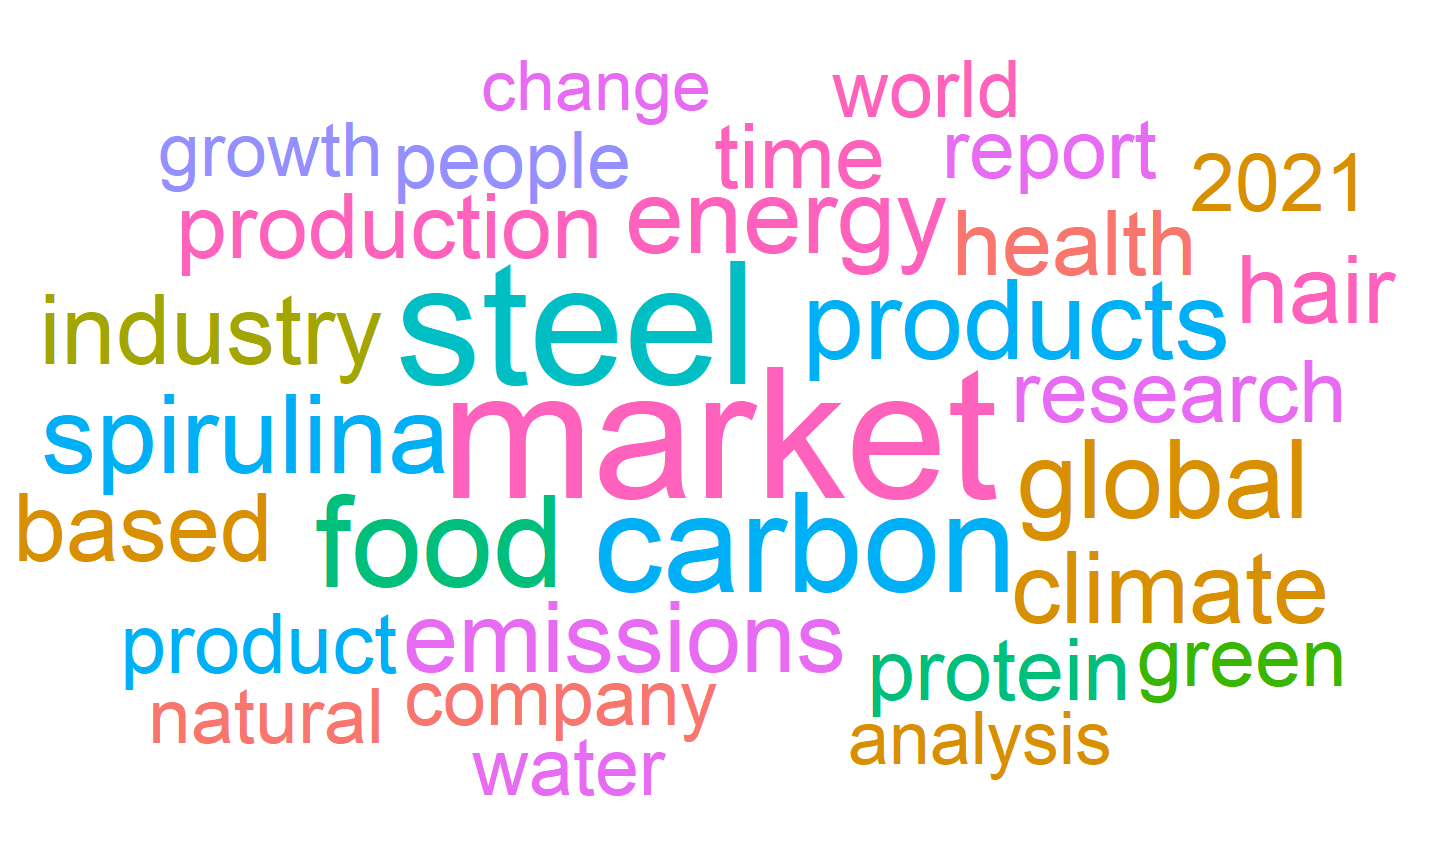 change
world
growth
people
time
report
2021
production
energy
health
hair
industry
steel
products
spirulina
market
research
global
based
food
carbon
climate
product
emissions
protein
green
natural
company
analysis
water